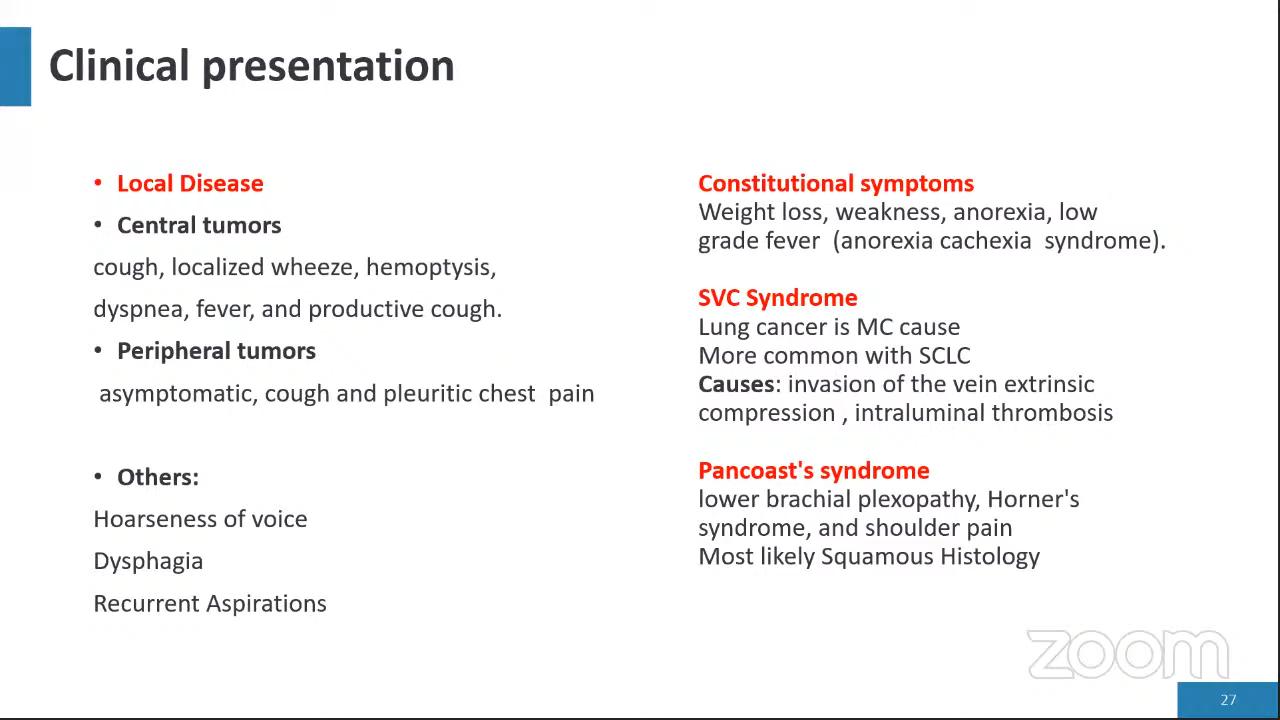 Clinical presentation
• Local Disease
• Central tumors
cough, localized wheeze, hemoptysis,
dyspnea, fever, and productive cough.
• Peripheral tumors
asymptomatic, cough and pleuritic chest  pain
• Others:
Hoarseness of voice
Dysphagia
Recurrent Aspirations
Constitutional symptoms
Weight loss, weakness, anorexia, low
grade fever  (anorexia cachexia  syndrome).
SVC Syndrome
Lung cancer is MC cause
More common with SCLC
Causes: invasion of the vein extrinsic
compression , intraluminal thrombosis
Pancoast's syndrome
lower brachial plexopathy, Horner's
syndrome, and shoulder pain
Most likely Squamous Histology
zoom
27